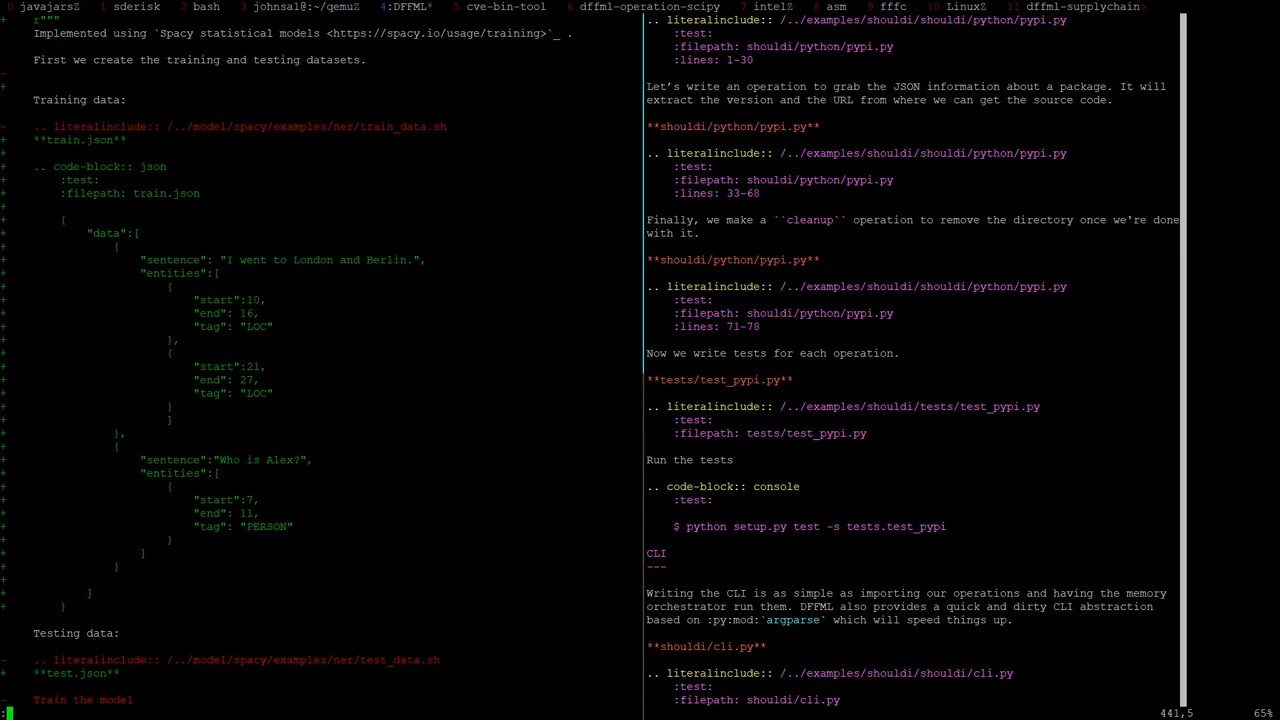 0 javajarsZ  1 sderisk  2 bash  3 johnsal@:~/qemuZ  4:DFFML*  5 cve-bin-tool  6 dffml-operation-scipy  7 intelZ  8 asm  9 fffc  10 LinuxZ  11 dffml-supplychain>
+    r"""
     Implemented using `Spacy statistical models <https://spacy.io/usage/training>`_ .
     First we create the training and testing datasets.
-
+
     Training data:
-    .. literalinclude:: /../model/spacy/examples/ner/train_data.sh
+    **train.json**
+
+    .. code-block:: json
+        :test:
+        :filepath: train.json
+
+        {
+            "data":[
+                {
+                    "sentence": "I went to London and Berlin.",
+                    "entities":[
+                        {
+                            "start":10,
+                            "end": 16,
+                            "tag": "LOC"
+                        },
+                        {
+                            "start":21,
+                            "end": 27,
+                            "tag": "LOC"
+                        }
+                        ]
+                },
+                {
+                    "sentence":"Who is Alex?",
+                    "entities":[
+                        {
+                            "start":7,
+                            "end": 11,
+                            "tag": "PERSON"
+                        }
+                    ]
+                }
+
+            ]
+        }
     Testing data:
-    .. literalinclude:: /../model/spacy/examples/ner/test_data.sh
+    **test.json**
-    Train the model
:
.. literalinclude:: /../examples/shouldi/shouldi/python/pypi.py
    :test:
    :filepath: shouldi/python/pypi.py
    :lines: 1-30
Let’s write an operation to grab the JSON information about a package. It will
extract the version and the URL from where we can get the source code.
**shouldi/python/pypi.py**
.. literalinclude:: /../examples/shouldi/shouldi/python/pypi.py
    :test:
    :filepath: shouldi/python/pypi.py
    :lines: 33-68
Finally, we make a ``cleanup`` operation to remove the directory once we're done
with it.
**shouldi/python/pypi.py**
.. literalinclude:: /../examples/shouldi/shouldi/python/pypi.py
    :test:
    :filepath: shouldi/python/pypi.py
    :lines: 71-78
Now we write tests for each operation.
**tests/test_pypi.py**
.. literalinclude:: /../examples/shouldi/tests/test_pypi.py
    :test:
    :filepath: tests/test_pypi.py
Run the tests
.. code-block:: console
    :test:
    $ python setup.py test -s tests.test_pypi
CLI
---
Writing the CLI is as simple as importing our operations and having the memory
orchestrator run them. DFFML also provides a quick and dirty CLI abstraction
based on :py:mod:`argparse` which will speed things up.
**shouldi/cli.py**
.. literalinclude:: /../examples/shouldi/shouldi/cli.py
    :test:
    :filepath: shouldi/cli.py
441,5  65%